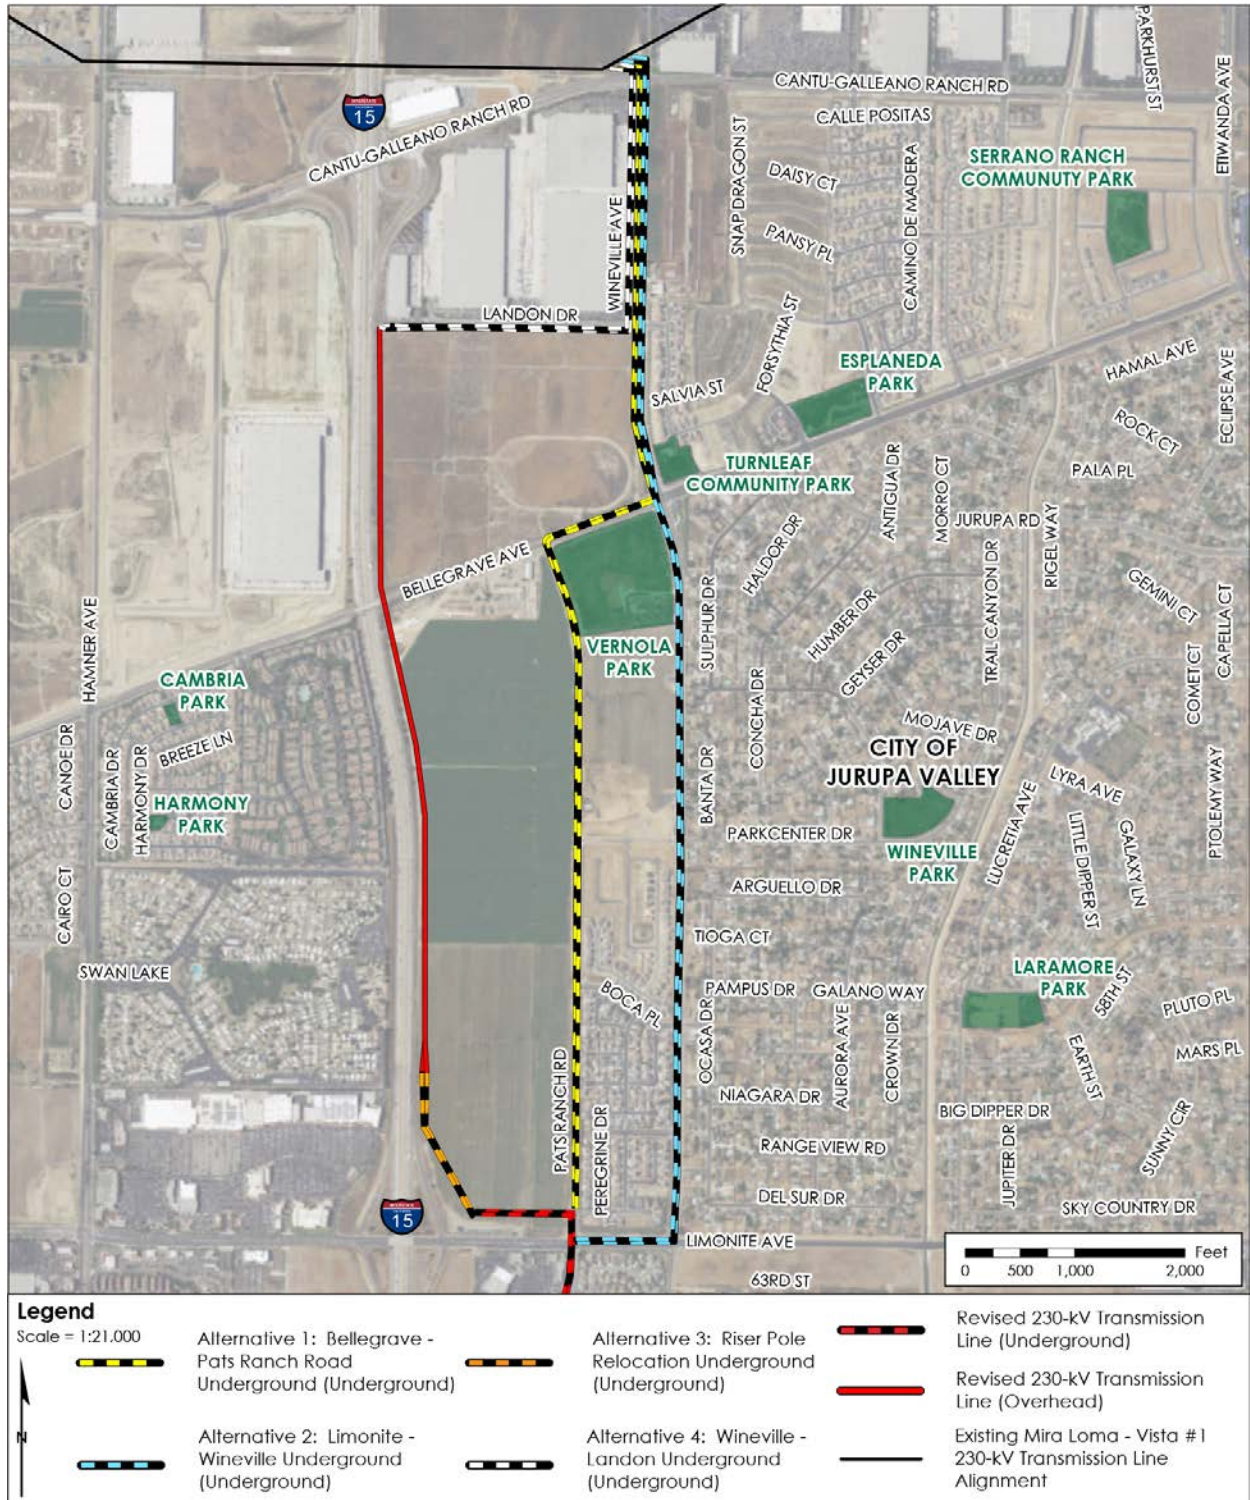 PARKHURST ST
ETIWANDA AVE
CANTU-GALLEANO RANCH RD
INTERSTATE
15
CALLE POSITAS
CANTU-GALLEANO RANCH RD
SERRANO RANCH
COMMUNUTY PARK
SNAP DRAGON ST
DAISY CT
CAMINO DE MADERA
WINEVILLE AVE
PANSY PL
LANDON DR
FORSYTHIA ST
ESPLANEDA
PARK
HAMAL AVE
ECLIPSE AVE
SALVIA ST
ROCK CT
TURNLEAF
COMMUNITY PARK
PALA PL
ANTIGUA DR
MORRO CT
JURUPA RD
RIGEL WAY
HALDOR DR
BELLEGRAVE AVE
TRAIL CANYON DR
GEMINI CT
CAPELLA CT
HAMNER AVE
SULPHUR DR
HUMBER DR
VERNOLA
PARK
GEYSER DR
COMET CT
CAMBRIA
PARK
CONCHA DR
MOJAVE DR
CITY OF
JURUPA VALLEY
CANOE DR
BREEZE LN
CAMBRIA DR
HARMONY DR
HARMONY
PARK
BANTA DR
LYRA AVE
PTOLEMY WAY
PARKCENTER DR
WINEVILLE
PARK
LUCRETIA AVE
LITTLE DIPPER ST
GALAXY LN
CAIRO CT
ARGUELLO DR
TIOGA CT
SWAN LAKE
LARAMORE
PARK
58TH ST
BOCA PL
PAMPUS DR
GALANO WAY
PLUTO PL
OCASA DR
AURORA AVE
CROWN DR
EARTH ST
MARS PL
PATS RANCH RD
PEREGRINE DR
NIAGARA DR
BIG DIPPER DR
SUNNY CIR
RANGE VIEW RD
JUPITER DR
DEL SUR DR
SKY COUNTRY DR
INTERSTATE
15
LIMONITE AVE
63RD ST
Feet
0 500 1,000 2,000
Legend
Scale = 1:21,000
N
Alternative 1: Bellegrave -
Pats Ranch Road
Underground (Underground)
Alternative 2: Limonite -
Wineville Underground
(Underground)
Alternative 3: Riser Pole
Relocation Underground
(Underground)
Alternative 4: Wineville -
Landon Underground
(Underground)
Revised 230-kV Transmission
Line (Underground)
Revised 230-kV Transmission
Line (Overhead)
Existing Mira Loma - Vista #1
230-kV Transmission Line
Alignment